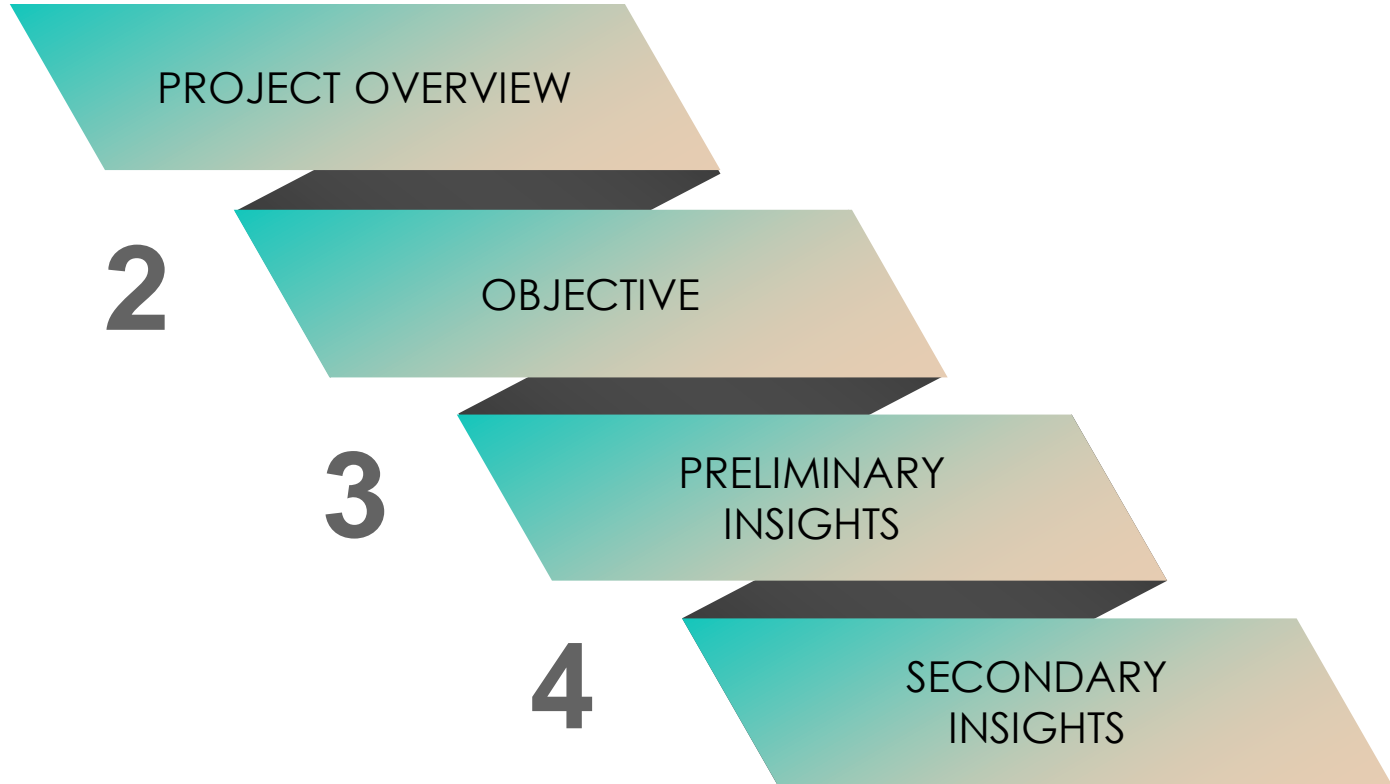 PROJECT OVERVIEW
2
OBJECTIVE
3
PRELIMINARY
INSIGHTS
4
SECONDARY
INSIGHTS